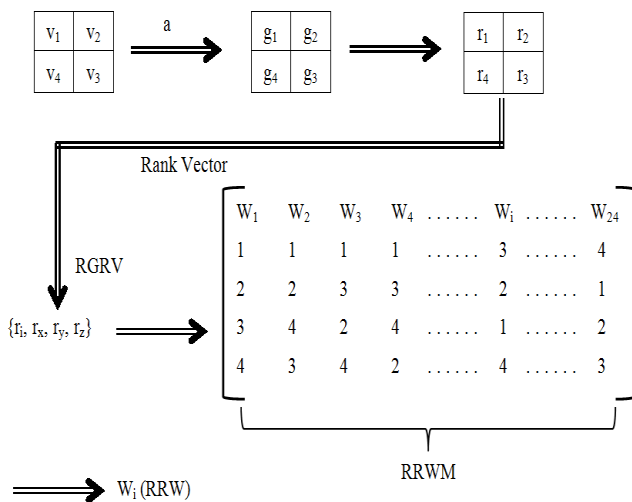 a
v₁ v₂ g₁ g₂ r₁ r₂
v₄ v₃ g₄ g₃ r₄ r₃
Rank Vector
RGRV
{rᵢ, rₓ, rᵧ, r_z}
W₁ W₂ W₃ W₄ ...... Wᵢ ...... W₂₄
1 1 1 1 ...... 3 ...... 4
2 2 3 3 ...... 2 ...... 1
3 4 2 4 ...... 1 ...... 2
4 3 4 2 ...... 4 ...... 3
RRWM
Wᵢ (RRW)